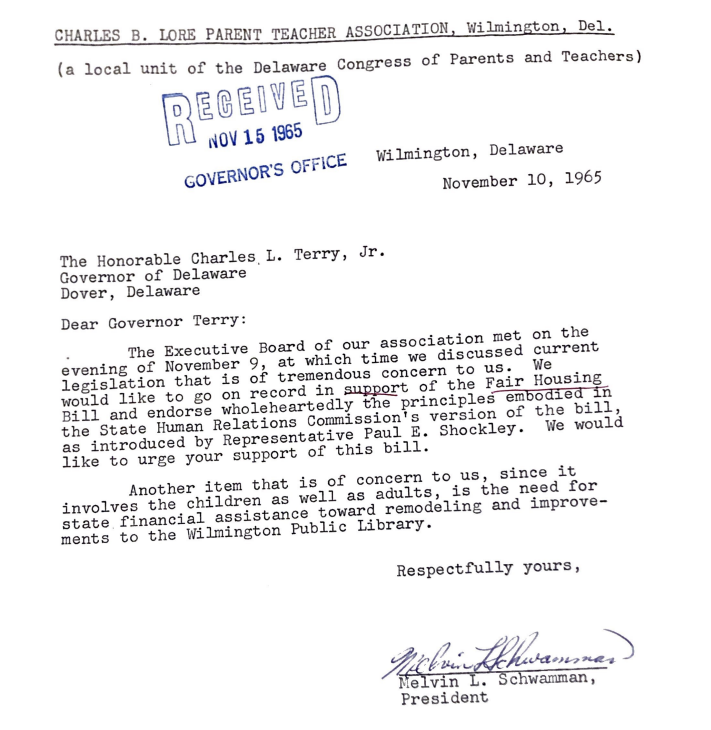 CHARLES B. LORE PARENT TEACHER ASSOCIATION, Wilmington, Del.
(a local unit of the Delaware Congress of Parents and Teachers)
RECEIVED
NOV 15 1965
GOVERNOR'S OFFICE
Wilmington, Delaware
November 10, 1965
The Honorable Charles L. Terry, Jr.
Governor of Delaware
Dover, Delaware
Dear Governor Terry:
The Executive Board of our association met on the
evening of November 9, at which time we discussed current
legislation that is of tremendous concern to us. We
would like to go on record in support of the Fair Housing
Bill and endorse wholeheartedly the principles embodied in
the State Human Relations Commission's version of the bill,
as introduced by Representative Paul E. Shockley. We would
like to urge your support of this bill.
Another item that is of concern to us, since it
involves the children as well as adults, is the need for
state financial assistance toward remodeling and improve-
ments to the Wilmington Public Library.
Respectfully yours,
Melvin L Schwamman
Melvin L. Schwamman,
President